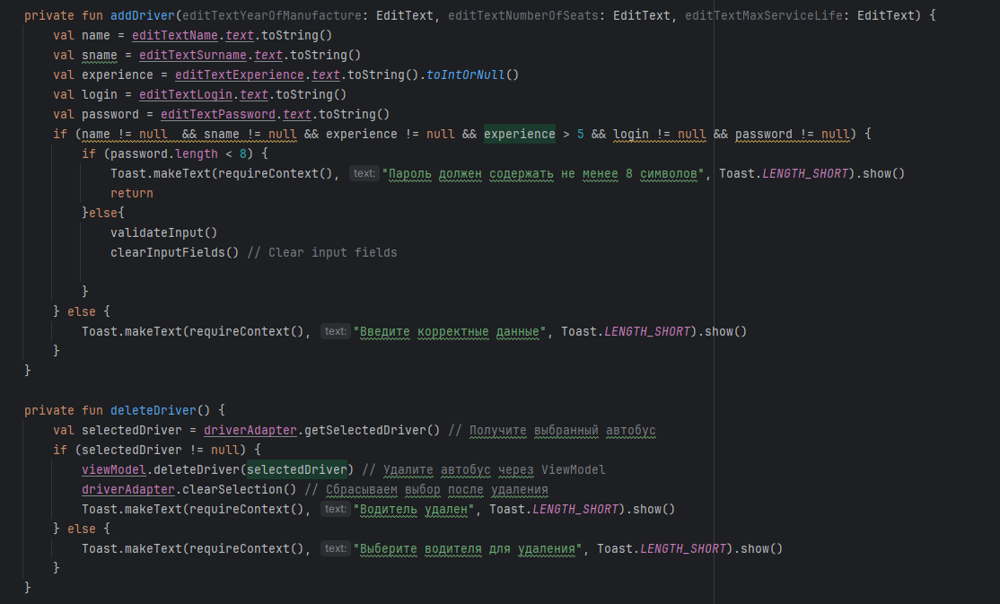 private fun addDriver(editTextYearOfManufacture: EditText, editTextNumberOfSeats: EditText, editTextMaxServiceLife: EditText) {
val name = editTextName.text.toString()
val sname = editTextSurname.text.toString()
val experience = editTextExperience.text.toString().toIntOrNull()
val login = editTextLogin.text.toString()
val password = editTextPassword.text.toString()
if (name != null  && sname != null && experience != null && experience > 5 && login != null && password != null) {
if (password.length < 8) {
Toast.makeText(requireContext(), text: "Пароль должен содержать не менее 8 символов", Toast.LENGTH_SHORT).show()
return
}else{
validateInput()
clearInputFields() // Clear input fields
}
} else {
Toast.makeText(requireContext(), text: "Введите корректные данные", Toast.LENGTH_SHORT).show()
}
}
private fun deleteDriver() {
val selectedDriver = driverAdapter.getSelectedDriver() // Получите выбранный автобус
if (selectedDriver != null) {
viewModel.deleteDriver(selectedDriver) // Удалите автобус через ViewModel
driverAdapter.clearSelection() // Сбрасываем выбор после удаления
Toast.makeText(requireContext(), text: "Водитель удален", Toast.LENGTH_SHORT).show()
} else {
Toast.makeText(requireContext(), text: "Выберите водителя для удаления", Toast.LENGTH_SHORT).show()
}
}